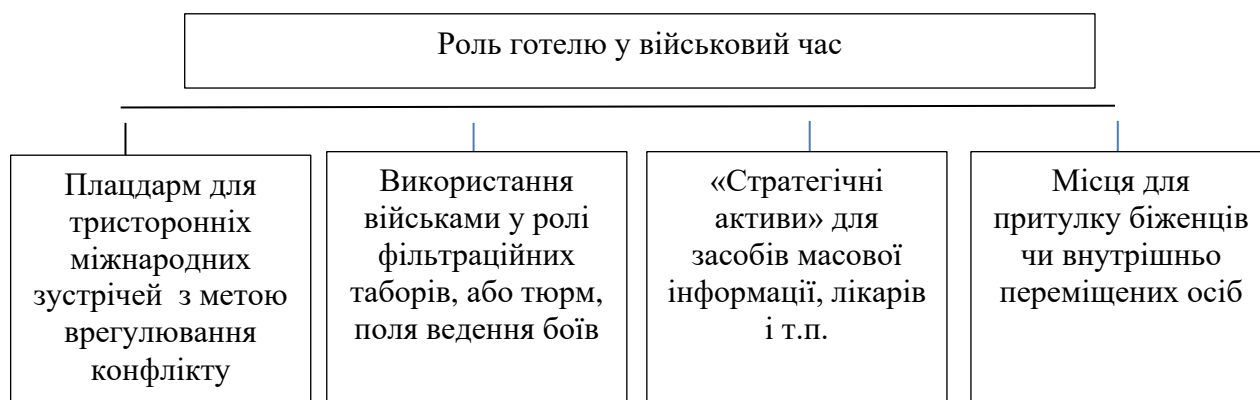 Роль готелю у військовий час
Плацдарм для
тристоронніх
міжнародних
зустрічей з метою
врегулювання
конфлікту
Використання
військами у ролі
фільтраційних
таборів, або тюрм,
поля ведення боїв
«Стратегічні
активи» для
засобів масової
інформації, лікарів
і т.п.
Місця для
притулку біженців
чи внутрішньо
переміщених осіб